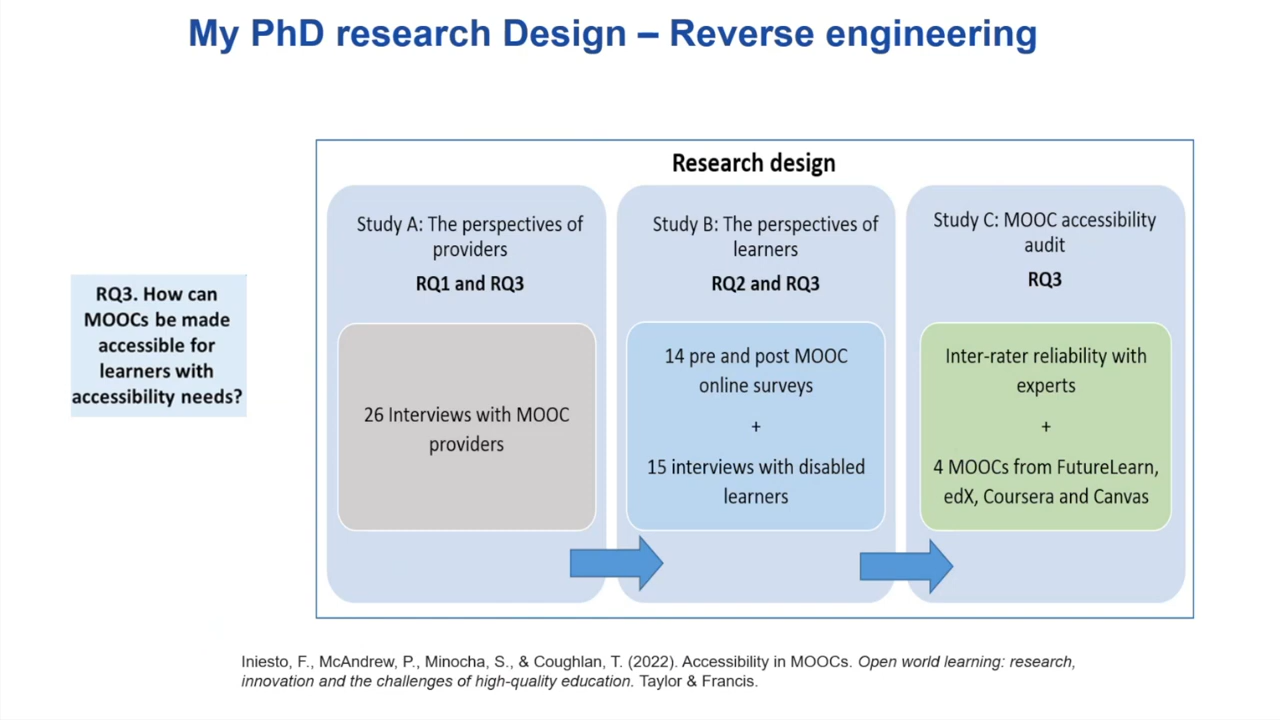 My PhD research Design – Reverse engineering
Research design
Study A: The perspectives of
providers
RQ1 and RQ3
26 Interviews with MOOC
providers
Study B: The perspectives of
learners
RQ2 and RQ3
14 pre and post MOOC
online surveys
+
15 interviews with disabled
learners
Study C: MOOC accessibility
audit
RQ3
Inter-rater reliability with
experts
+
4 MOOCs from FutureLearn,
edX, Coursera and Canvas
RQ3. How can
MOOCs be made
accessible for
learners with
accessibility needs?
Iniesto, F., McAndrew, P., Minocha, S., & Coughlan, T. (2022). Accessibility in MOOCs. Open world learning: research,
innovation and the challenges of high-quality education. Taylor & Francis.